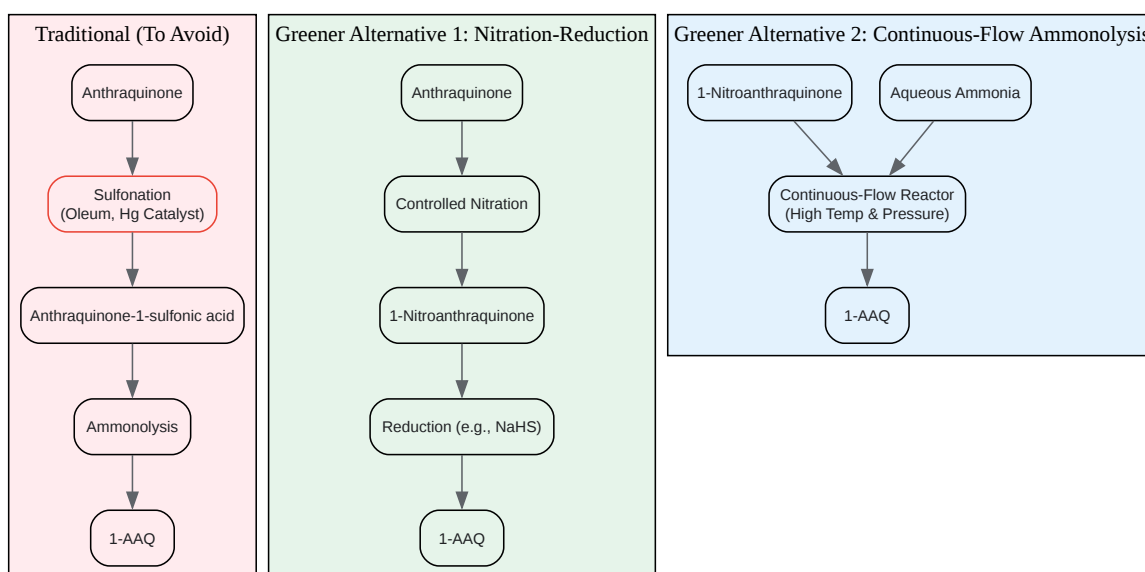 Traditional (To Avoid)
Anthraquinone
Sulfonation
(Oleum, Hg Catalyst)
Anthraquinone-1-sulfonic acid
Ammonolysis
1-AAQ
Greener Alternative 1: Nitration-Reduction
Anthraquinone
Controlled Nitration
1-Nitroanthraquinone
Reduction (e.g., NaHS)
1-AAQ
Greener Alternative 2: Continuous-Flow Ammonolysis
1-Nitroanthraquinone
Aqueous Ammonia
Continuous-Flow Reactor
(High Temp & Pressure)
1-AAQ